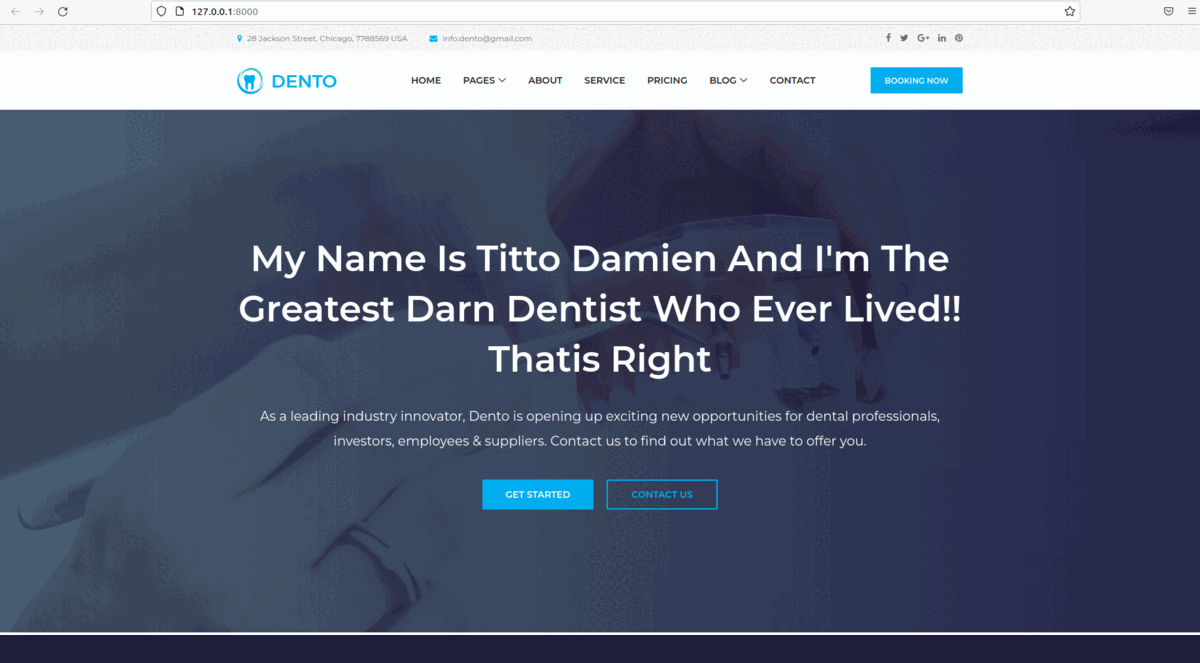 127.0.0.1:8000
28 Jackson Street, Chicago, 7788569 USA
info.dento@gmail.com
G+
in
DENTO
HOME
PAGES
ABOUT
SERVICE
PRICING
BLOG
CONTACT
BOOKING NOW
My Name Is Titto Damien And I'm The
Greatest Darn Dentist Who Ever Lived!!
Thatis Right
As a leading industry innovator, Dento is opening up exciting new opportunities for dental professionals,
investors, employees & suppliers. Contact us to find out what we have to offer you.
GET STARTED
CONTACT US